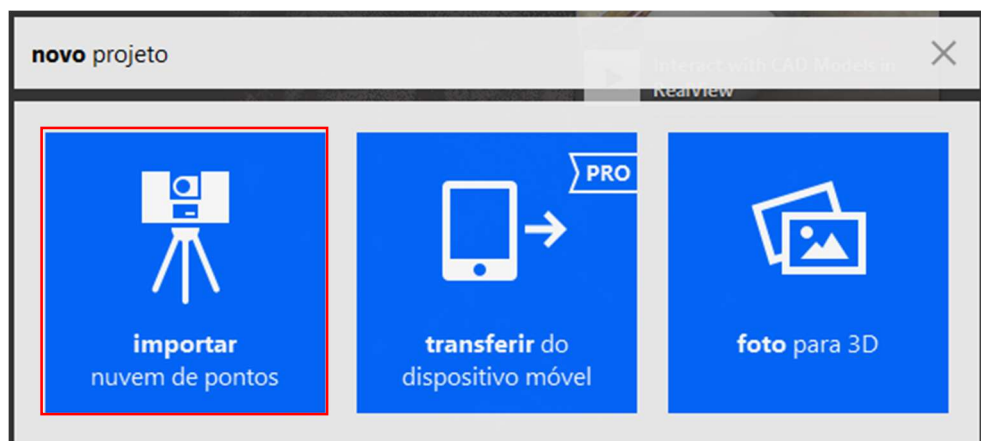 novo projeto
Interact with CAD Models in
RealView
PRO
importar
nuvem de pontos
transferir do
dispositivo móvel
foto para 3D